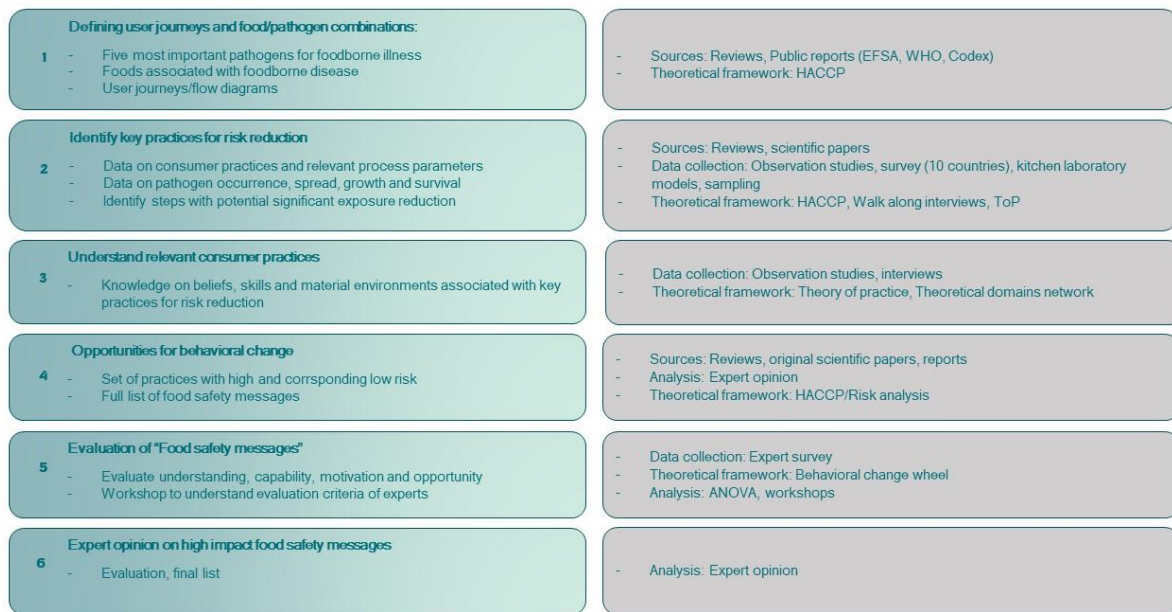 Defining user journeys and food/pathogen combinations:
1
- Five most important pathogens for foodborne illness
- Foods associated with foodborne disease
- User journeys/flow diagrams
- Sources: Reviews, Public reports (EFSA, WHO, Codex)
- Theoretical framework: HACCP
Identify key practices for risk reduction
2
- Data on consumer practices and relevant process parameters
- Data on pathogen occurrence, spread, growth and survival
- Identify steps with potential significant exposure reduction
- Sources: Reviews, scientific papers
- Data collection: Observation studies, survey (10 countries), kitchen laboratory
models, sampling
- Theoretical framework: HACCP, Walk along interviews, ToP
Understand relevant consumer practices
3
- Knowledge on beliefs, skills and material environments associated with key
practices for risk reduction
- Data collection: Observation studies, interviews
- Theoretical framework: Theory of practice, Theoretical domains network
Opportunities for behavioral change
4
- Set of practices with high and corrsponding low risk
- Full list of food safety messages
- Sources: Reviews, original scientific papers, reports
- Analysis: Expert opinion
- Theoretical framework: HACCP/Risk analysis
Evaluation of "Food safety messages"
5
- Evaluate understanding, capability, motivation and opportunity
- Workshop to understand evaluation criteria of experts
- Data collection: Expert survey
- Theoretical framework: Behavioral change wheel
- Analysis: ANOVA, workshops
Expert opinion on high impact food safety messages
6
- Evaluation, final list
- Analysis: Expert opinion